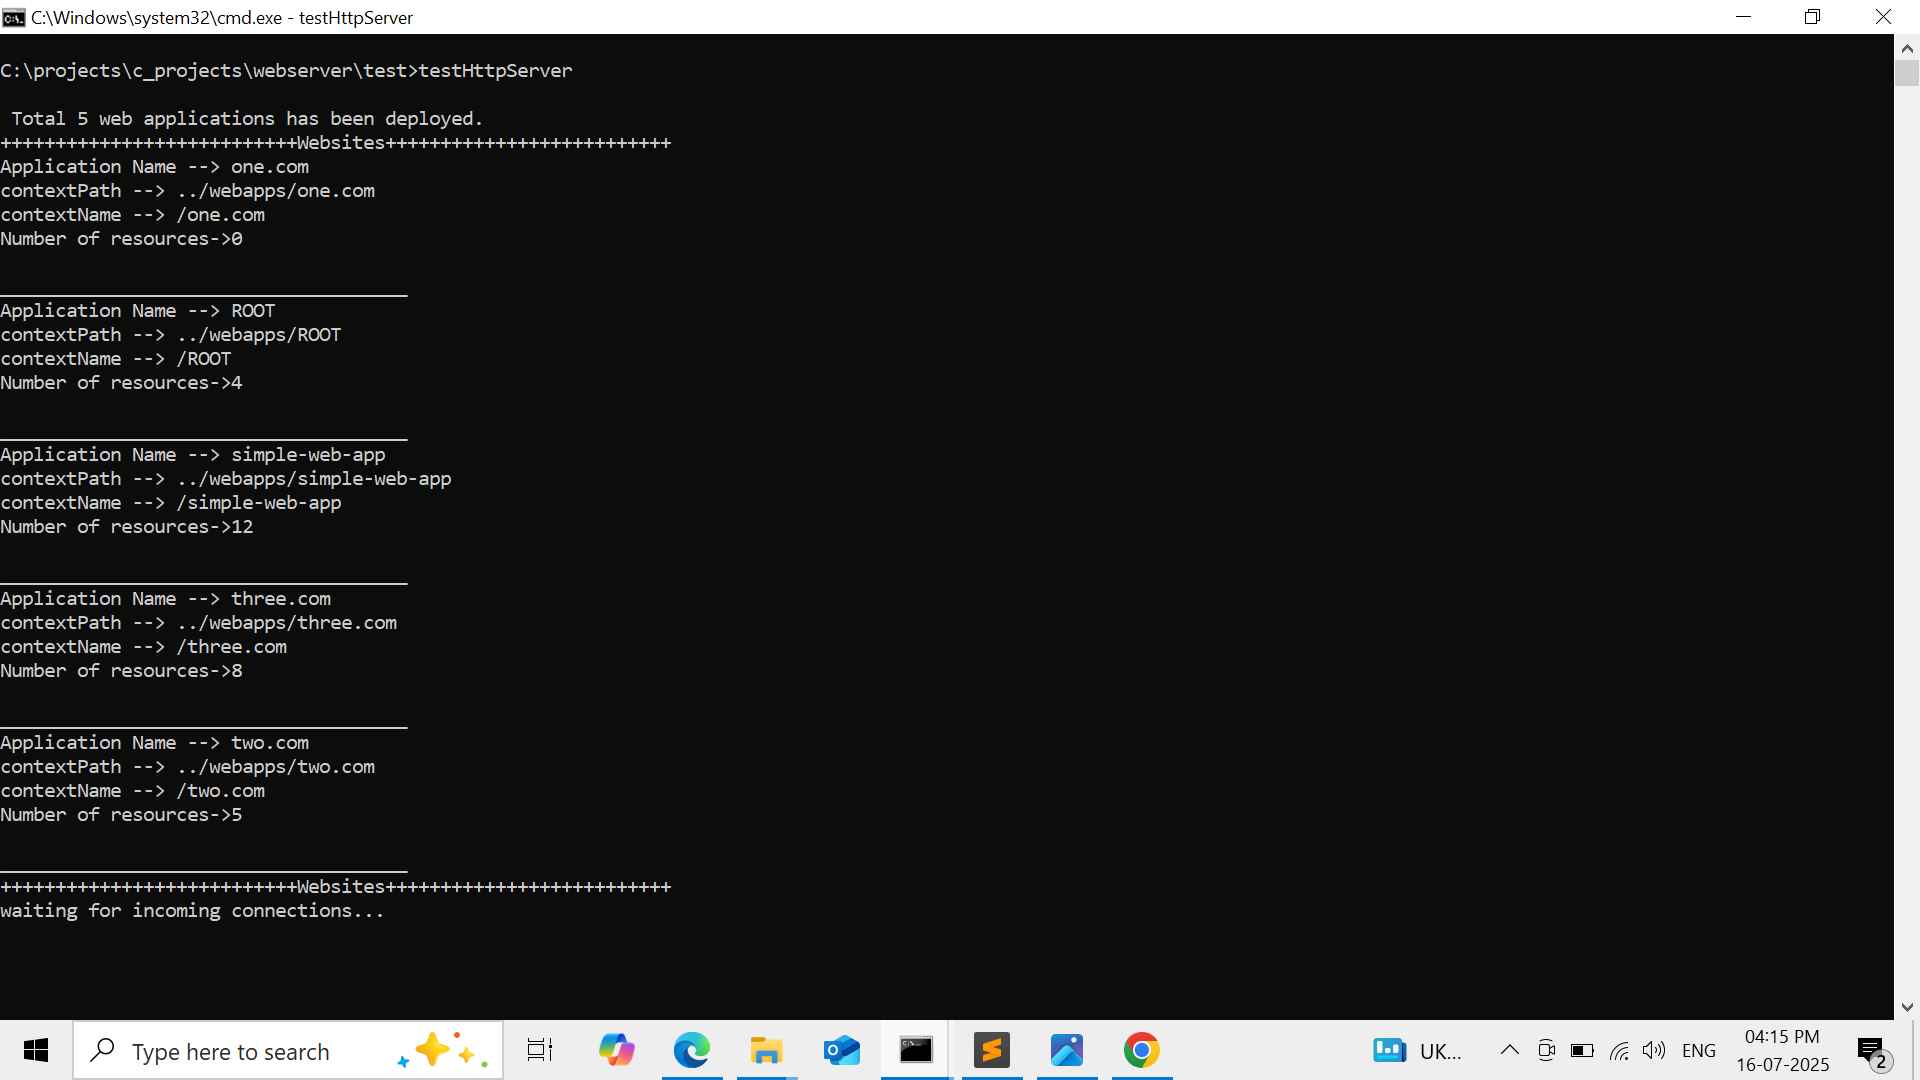 C:\Windows\system32\cmd.exe - testHttpServer
C:\projects\c_projects\webserver\test>testHttpServer
Total 5 web applications has been deployed.
+++++++++++++++++++++++++++Websites++++++++++++++++++++++++++
Application Name --> one.com
contextPath --> ../webapps/one.com
contextName --> /one.com
Number of resources->0
_____________________________________
Application Name --> ROOT
contextPath --> ../webapps/ROOT
contextName --> /ROOT
Number of resources->4
_____________________________________
Application Name --> simple-web-app
contextPath --> ../webapps/simple-web-app
contextName --> /simple-web-app
Number of resources->12
_____________________________________
Application Name --> three.com
contextPath --> ../webapps/three.com
contextName --> /three.com
Number of resources->8
_____________________________________
Application Name --> two.com
contextPath --> ../webapps/two.com
contextName --> /two.com
Number of resources->5
_____________________________________
+++++++++++++++++++++++++++Websites++++++++++++++++++++++++++
waiting for incoming connections...
Type here to search
UK...
ENG
04:15 PM
16-07-2025
2